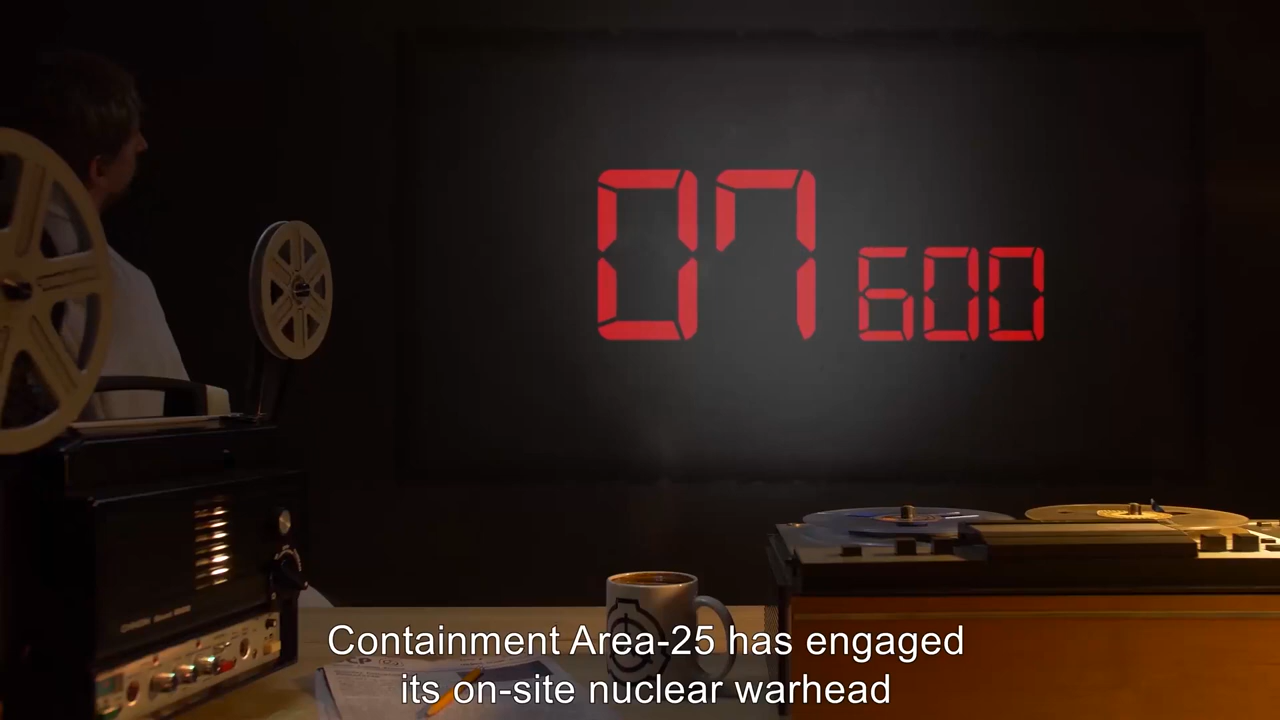 07 600
Containment Area-25 has engaged
its on-site nuclear warhead